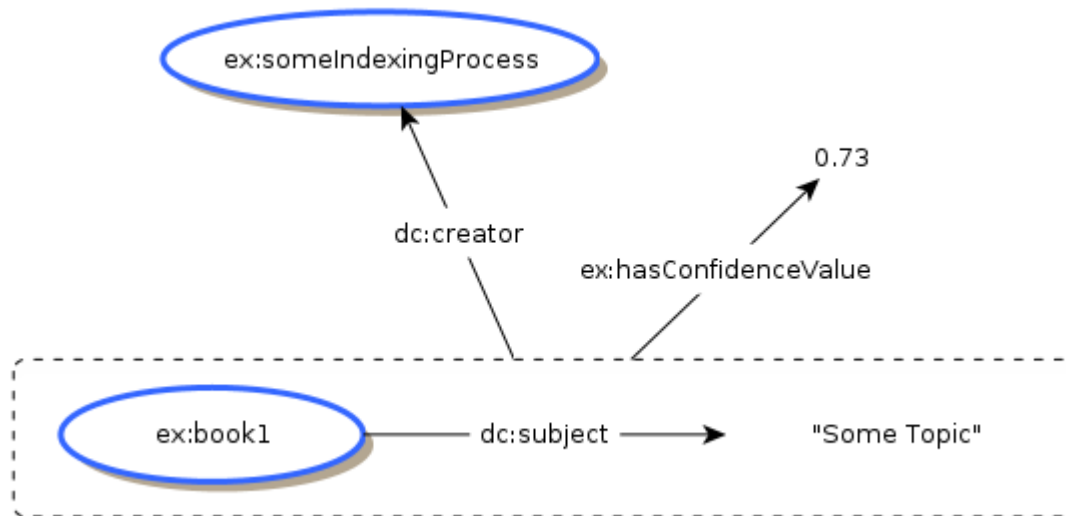 ex:someIndexingProcess
0.73
dc:creator
ex:hasConfidenceValue
ex:book1
dc:subject
"Some Topic"